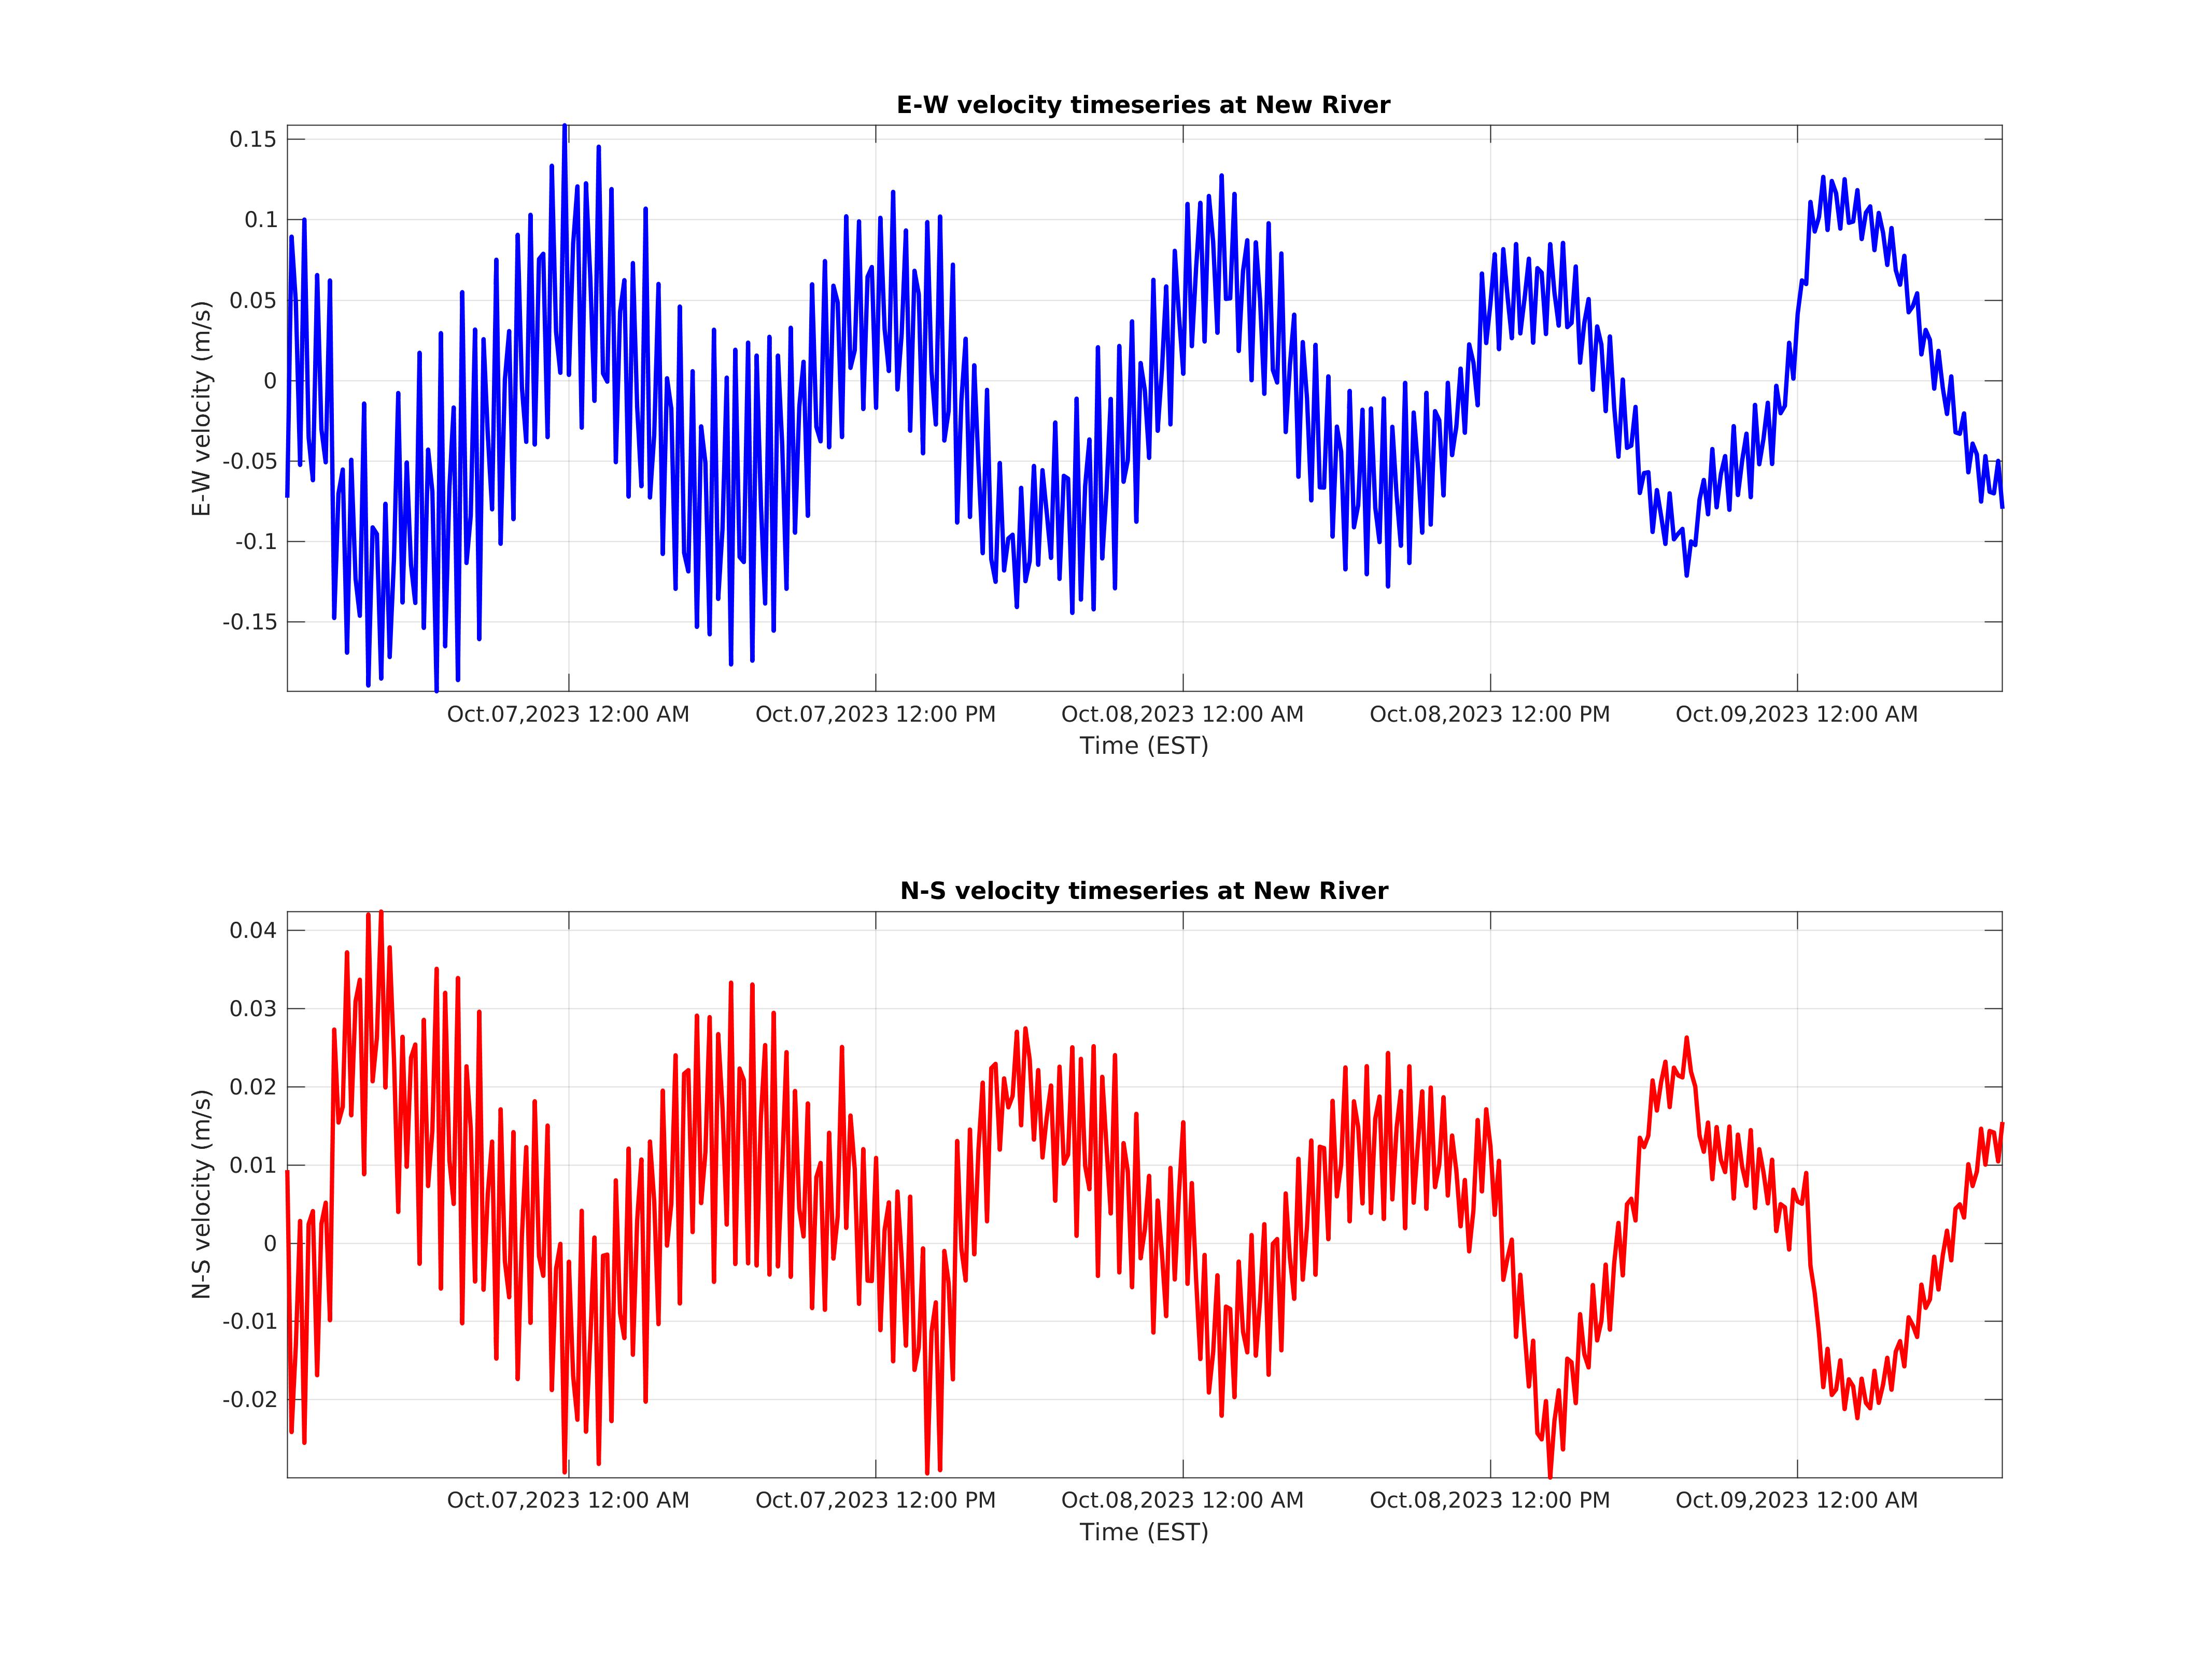 E-W velocity timeseries at New River
0.15
0.1
0.05
0
-0.05
-0.1
-0.15
E-W velocity (m/s)
Oct.07,2023 12:00 AM Oct.07,2023 12:00 PM Oct.08,2023 12:00 AM Oct.08,2023 12:00 PM Oct.09,2023 12:00 AM
Time (EST)
N-S velocity timeseries at New River
0.04
0.03
0.02
0.01
0
-0.01
-0.02
N-S velocity (m/s)
Oct.07,2023 12:00 AM Oct.07,2023 12:00 PM Oct.08,2023 12:00 AM Oct.08,2023 12:00 PM Oct.09,2023 12:00 AM
Time (EST)